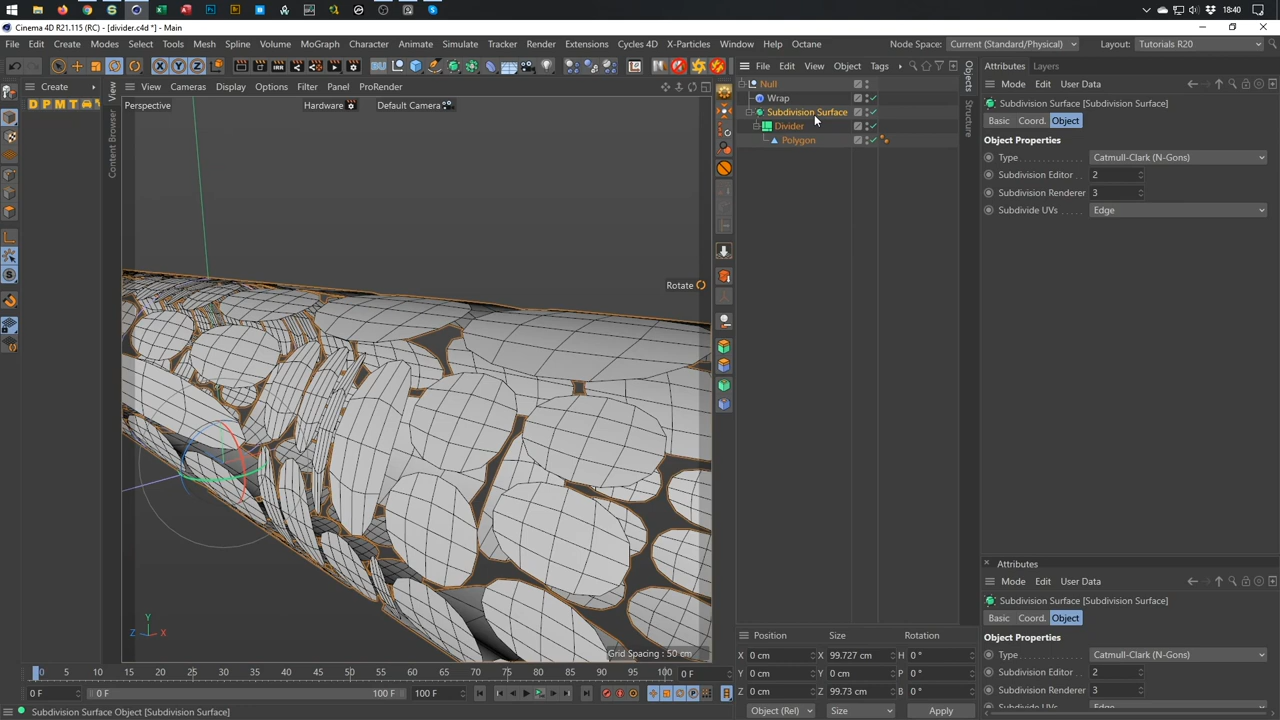 18:40
Cinema 4D R21.115 (RC) - [divider.c4d *] - Main
File Edit Create Modes Select Tools Mesh Spline Volume MoGraph Character Animate Simulate Tracker Render Extensions Cycles 4D X-Particles Window Help Octane Node Space: Current (Standard/Physical) Layout: Tutorials R20
Create
View Cameras Display Options Filter Panel ProRender
Perspective Hardware Default Camera
D P M T
View
Content Browser
Rotate
Y
Z X
Grid Spacing : 50 cm
File Edit View Object Tags
Null
Wrap
Subdivision Surface
Divider
Polygon
Objects
Structure
Attributes Layers
Mode Edit User Data
Subdivision Surface [Subdivision Surface]
Basic Coord. Object
Object Properties
Type Catmull-Clark (N-Gons)
Subdivision Editor 2
Subdivision Renderer 3
Subdivide UVs Edge
Attributes
Mode Edit User Data
Subdivision Surface [Subdivision Surface]
Basic Coord. Object
Object Properties
Type Catmull-Clark (N-Gons)
Subdivision Editor 2
Subdivision Renderer 3
Position Size Rotation
X 0 cm X 99.727 cm H 0 °
Y 0 cm Y 0 cm P 0 °
Z 0 cm Z 99.73 cm B 0 °
Object (Rel) Size Apply
0 5 10 15 20 25 30 35 40 45 50 55 60 65 70 75 80 85 90 95 100 0 F
0 F 0 F 100 F 100 F
Subdivision Surface Object [Subdivision Surface]